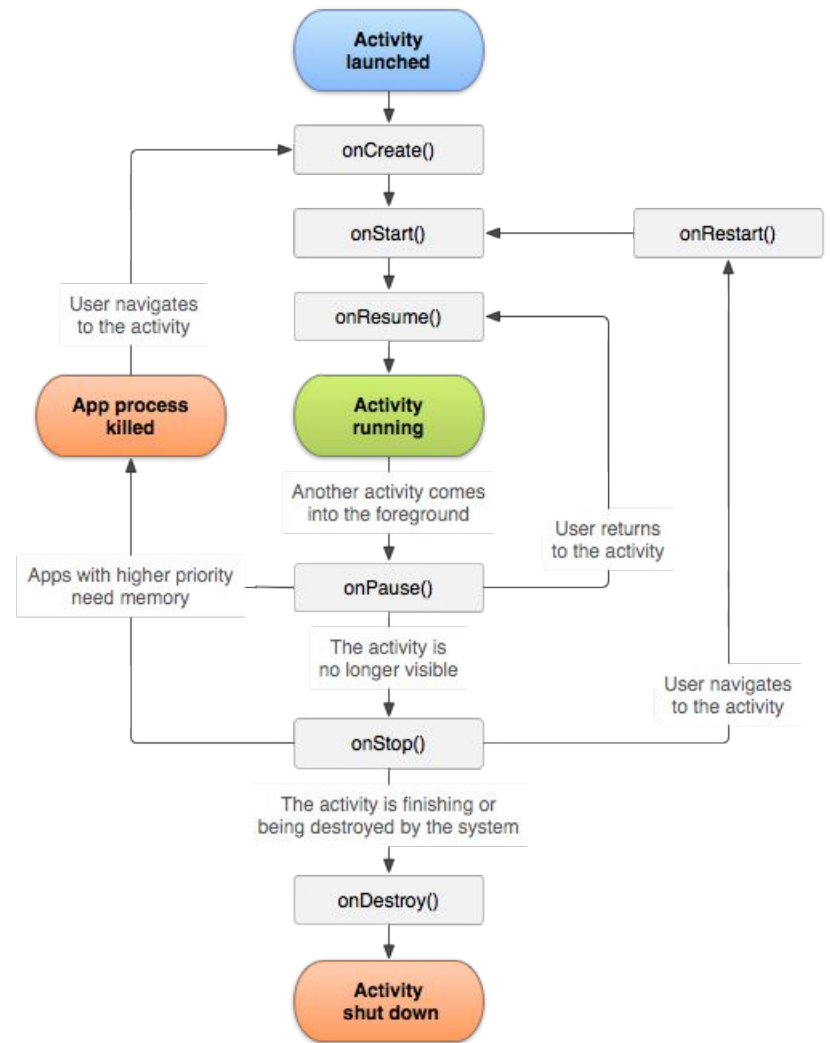 Activity
launched
onCreate()
onStart()
onRestart()
User navigates
to the activity
onResume()
App process
killed
Activity
running
Another activity comes
into the foreground
User returns
to the activity
Apps with higher priority
need memory
onPause()
The activity is
no longer visible
User navigates
to the activity
onStop()
The activity is finishing or
being destroyed by the system
onDestroy()
Activity
shut down